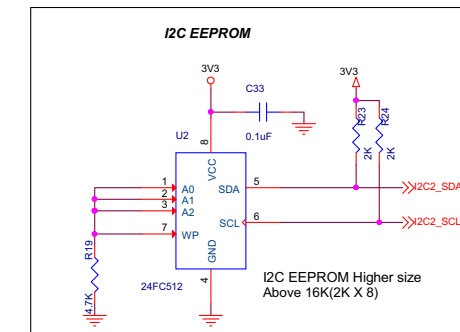 I2C EEPROM
3V3
3V3
C33
0.1uF
R23
2K
R24
2K
U2
8
VCC
1
A0
2
A1
3
A2
7
WP
SDA
5
I2C2_SDA
SCL
6
I2C2_SCL
GND
4
R19
4.7K
24FC512
I2C EEPROM Higher size
Above 16K(2K X 8)